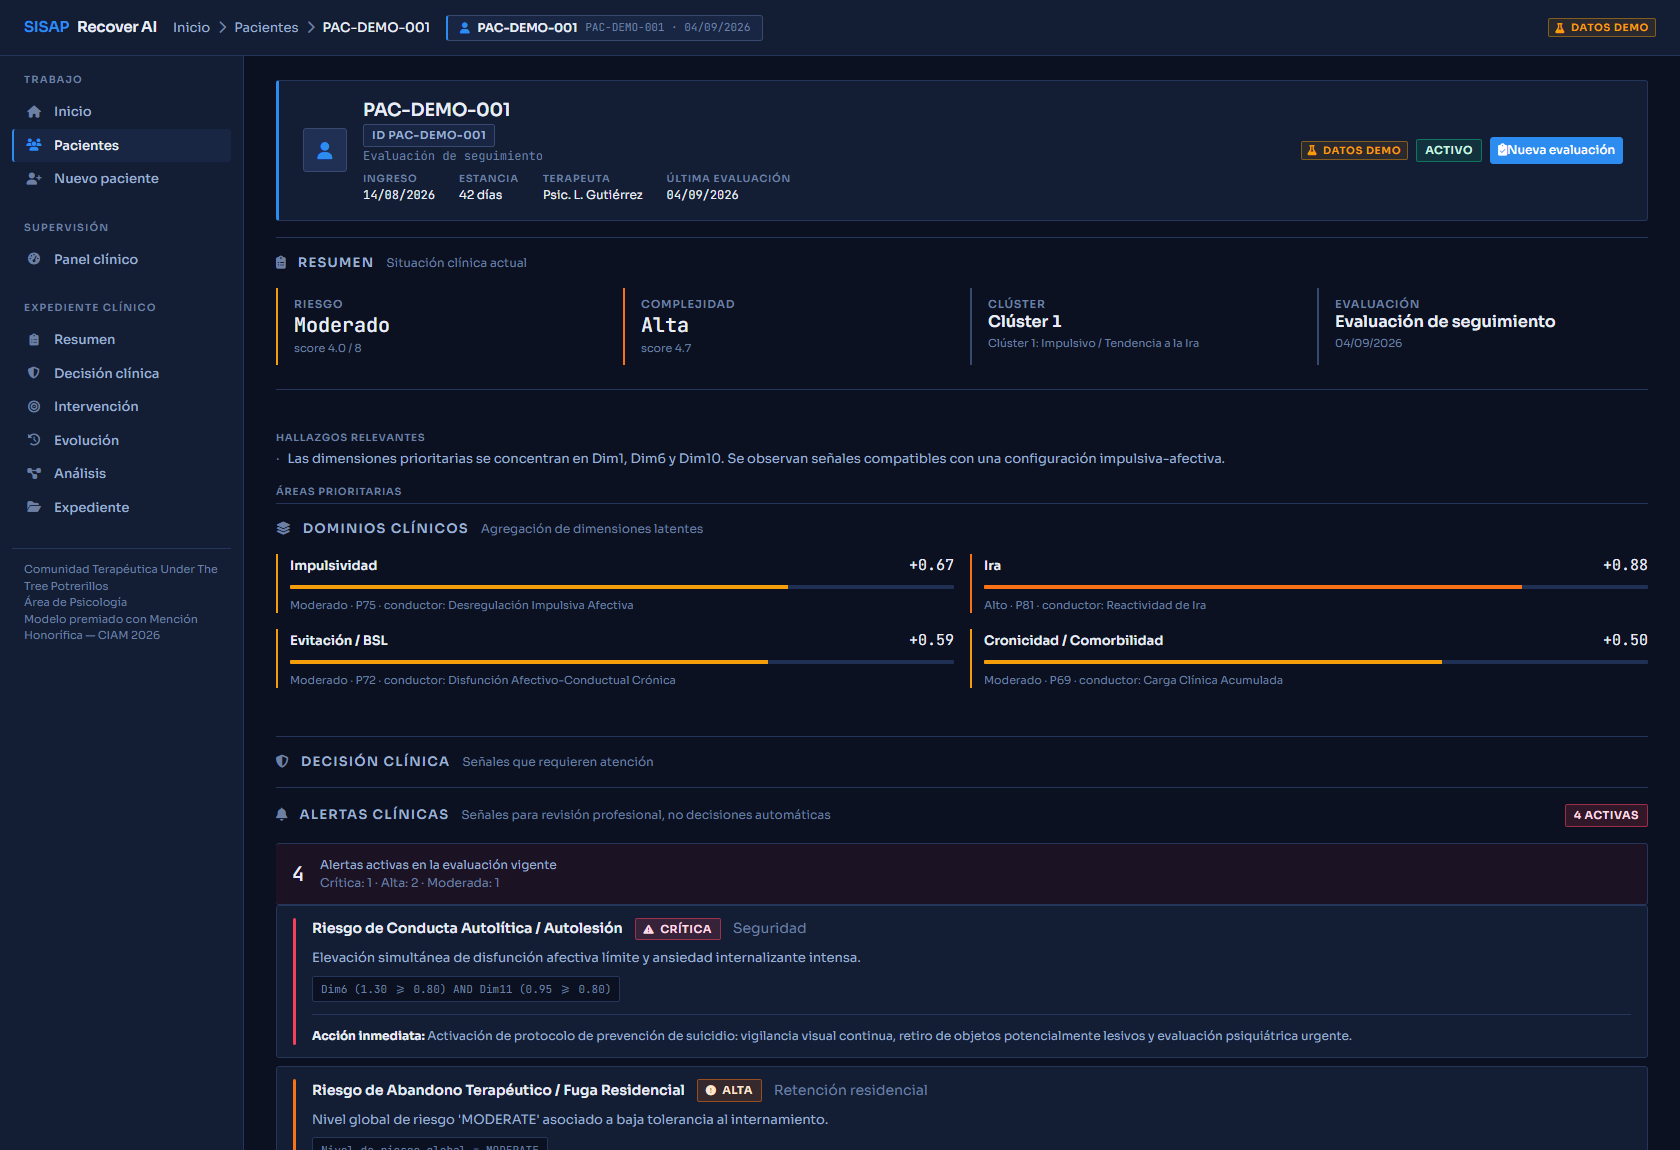 SISAP Recover AI Inicio Pacientes PAC-DEMO-001 PAC-DEMO-001 PAC-DEMO-001 · 04/09/2026 DATOS DEMO
TRABAJO
Inicio
Pacientes
Nuevo paciente
SUPERVISIÓN
Panel clínico
EXPEDIENTE CLÍNICO
Resumen
Decisión clínica
Intervención
Evolución
Análisis
Expediente
Comunidad Terapéutica Under The
Tree Potrerillos
Área de Psicología
Modelo premiado con Mención
Honorífica — CIAM 2026
PAC-DEMO-001
ID PAC-DEMO-001
Evaluación de seguimiento
INGRESO ESTANCIA TERAPEUTA ÚLTIMA EVALUACIÓN
14/08/2026 42 días Psic. L. Gutiérrez 04/09/2026
DATOS DEMO ACTIVO Nueva evaluación
RESUMEN Situación clínica actual
RIESGO
Moderado
score 4.0 / 8
COMPLEJIDAD
Alta
score 4.7
CLÚSTER
Clúster 1
Clúster 1: Impulsivo / Tendencia a la Ira
EVALUACIÓN
Evaluación de seguimiento
04/09/2026
HALLAZGOS RELEVANTES
· Las dimensiones prioritarias se concentran en Dim1, Dim6 y Dim10. Se observan señales compatibles con una configuración impulsiva-afectiva.
ÁREAS PRIORITARIAS
DOMINIOS CLÍNICOS Agregación de dimensiones latentes
Impulsividad +0.67
Moderado · P75 · conductor: Desregulación Impulsiva Afectiva
Ira +0.88
Alto · P81 · conductor: Reactividad de Ira
Evitación / BSL +0.59
Moderado · P72 · conductor: Disfunción Afectivo-Conductual Crónica
Cronicidad / Comorbilidad +0.50
Moderado · P69 · conductor: Carga Clínica Acumulada
DECISIÓN CLÍNICA Señales que requieren atención
ALERTAS CLÍNICAS Señales para revisión profesional, no decisiones automáticas 4 ACTIVAS
4
Alertas activas en la evaluación vigente
Crítica: 1 · Alta: 2 · Moderada: 1
Riesgo de Conducta Autolítica / Autolesión CRÍTICA Seguridad
Elevación simultánea de disfunción afectiva límite y ansiedad internalizante intensa.
Dim6 (1.30 ≥ 0.80) AND Dim11 (0.95 ≥ 0.80)
Acción inmediata: Activación de protocolo de prevención de suicidio: vigilancia visual continua, retiro de objetos potencialmente lesivos y evaluación psiquiátrica urgente.
Riesgo de Abandono Terapéutico / Fuga Residencial ALTA Retención residencial
Nivel global de riesgo 'MODERATE' asociado a baja tolerancia al internamiento.
Nivel de riesgo global = MODERATE